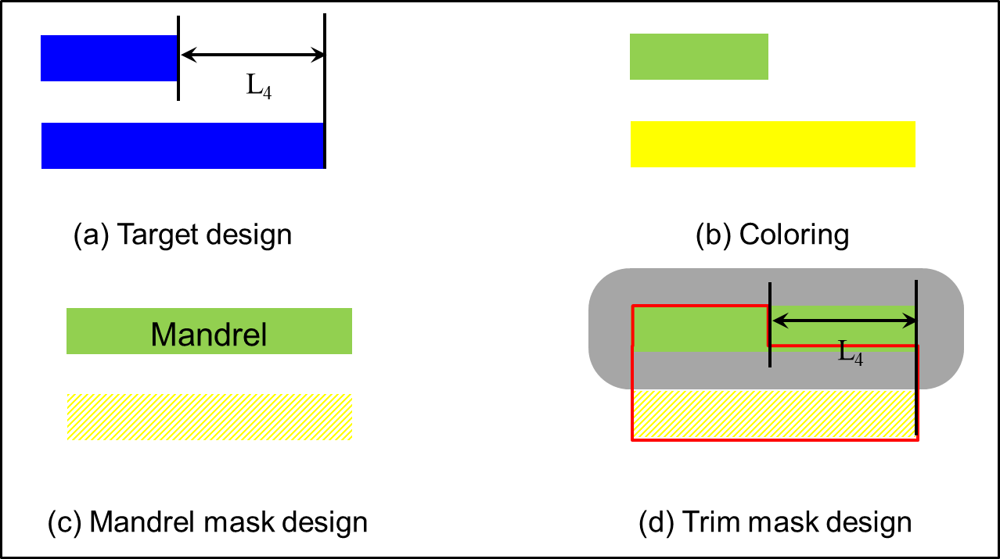 L₄
(a) Target design
(b) Coloring
Mandrel
L₄
(c) Mandrel mask design
(d) Trim mask design